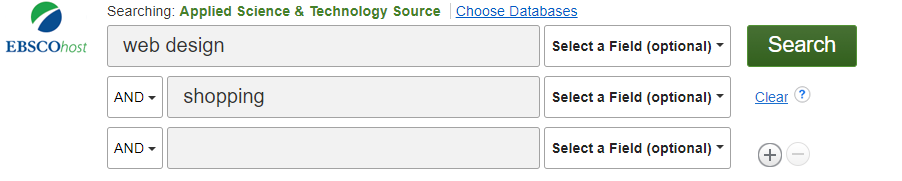 Searching: Applied Science & Technology Source Choose Databases
EBSCOhost
web design Select a Field (optional) Search
AND shopping Select a Field (optional) Clear ?
AND Select a Field (optional)